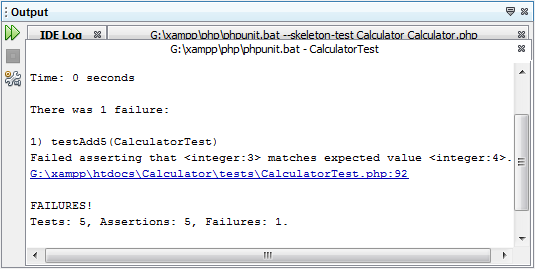 Output
IDE Log
G:\xampp\php\phpunit.bat --skeleton-test Calculator Calculator.php
G:\xampp\php\phpunit.bat - CalculatorTest
Time: 0 seconds
There was 1 failure:
1) testAdd5(CalculatorTest)
Failed asserting that <integer:3> matches expected value <integer:4>.
G:\xampp\htdocs\Calculator\tests\CalculatorTest.php:92
FAILURES!
Tests: 5, Assertions: 5, Failures: 1.